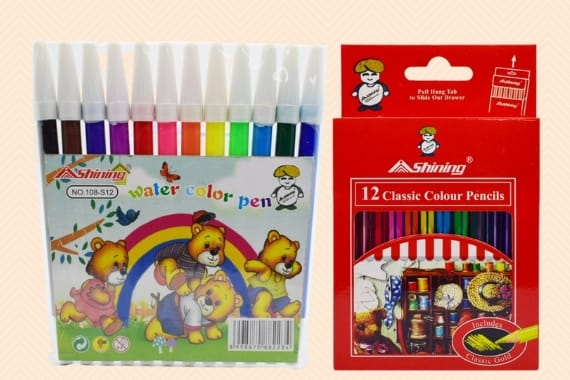 Shining
NO.108-S12
water color pen
Pull Hang Tab
to Slide Out Drawer
Shining®
12 Classic Colour Pencils
Includes
Classic Gold